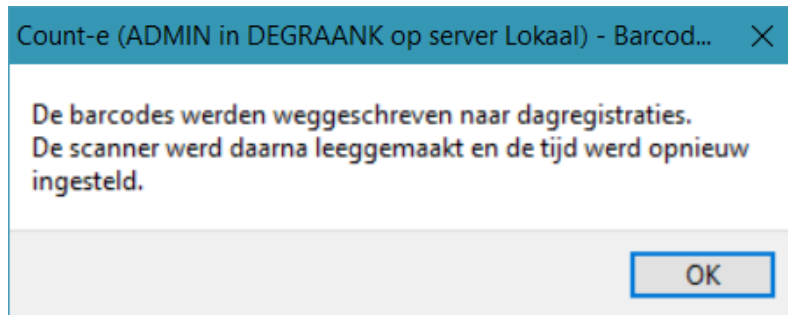 Count-e (ADMIN in DEGRAANK op server Lokaal) - Barcod...
De barcodes werden weggeschreven naar dagregistraties.
De scanner werd daarna leeggemaakt en de tijd werd opnieuw
ingesteld.
OK